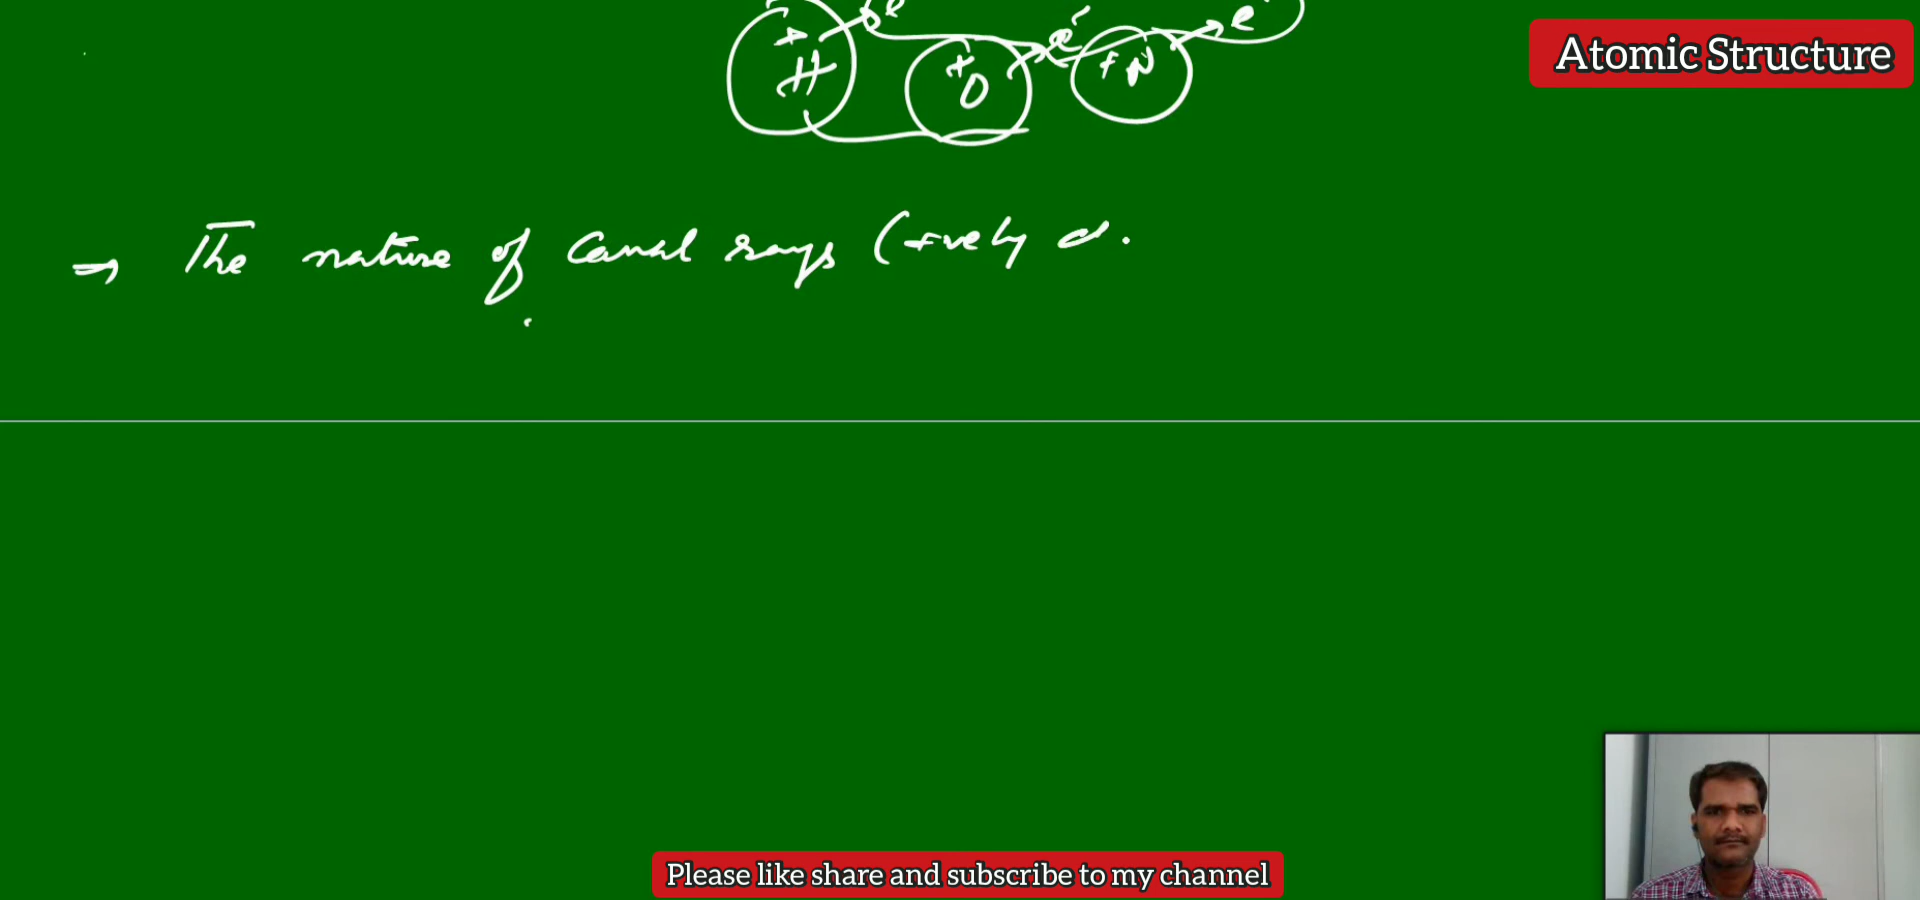 Atomic Structure
+ H e
+ O e⁻
+ N e⁻
⇒ The nature of Canal rays (+vely
Please like share and subscribe to my channel